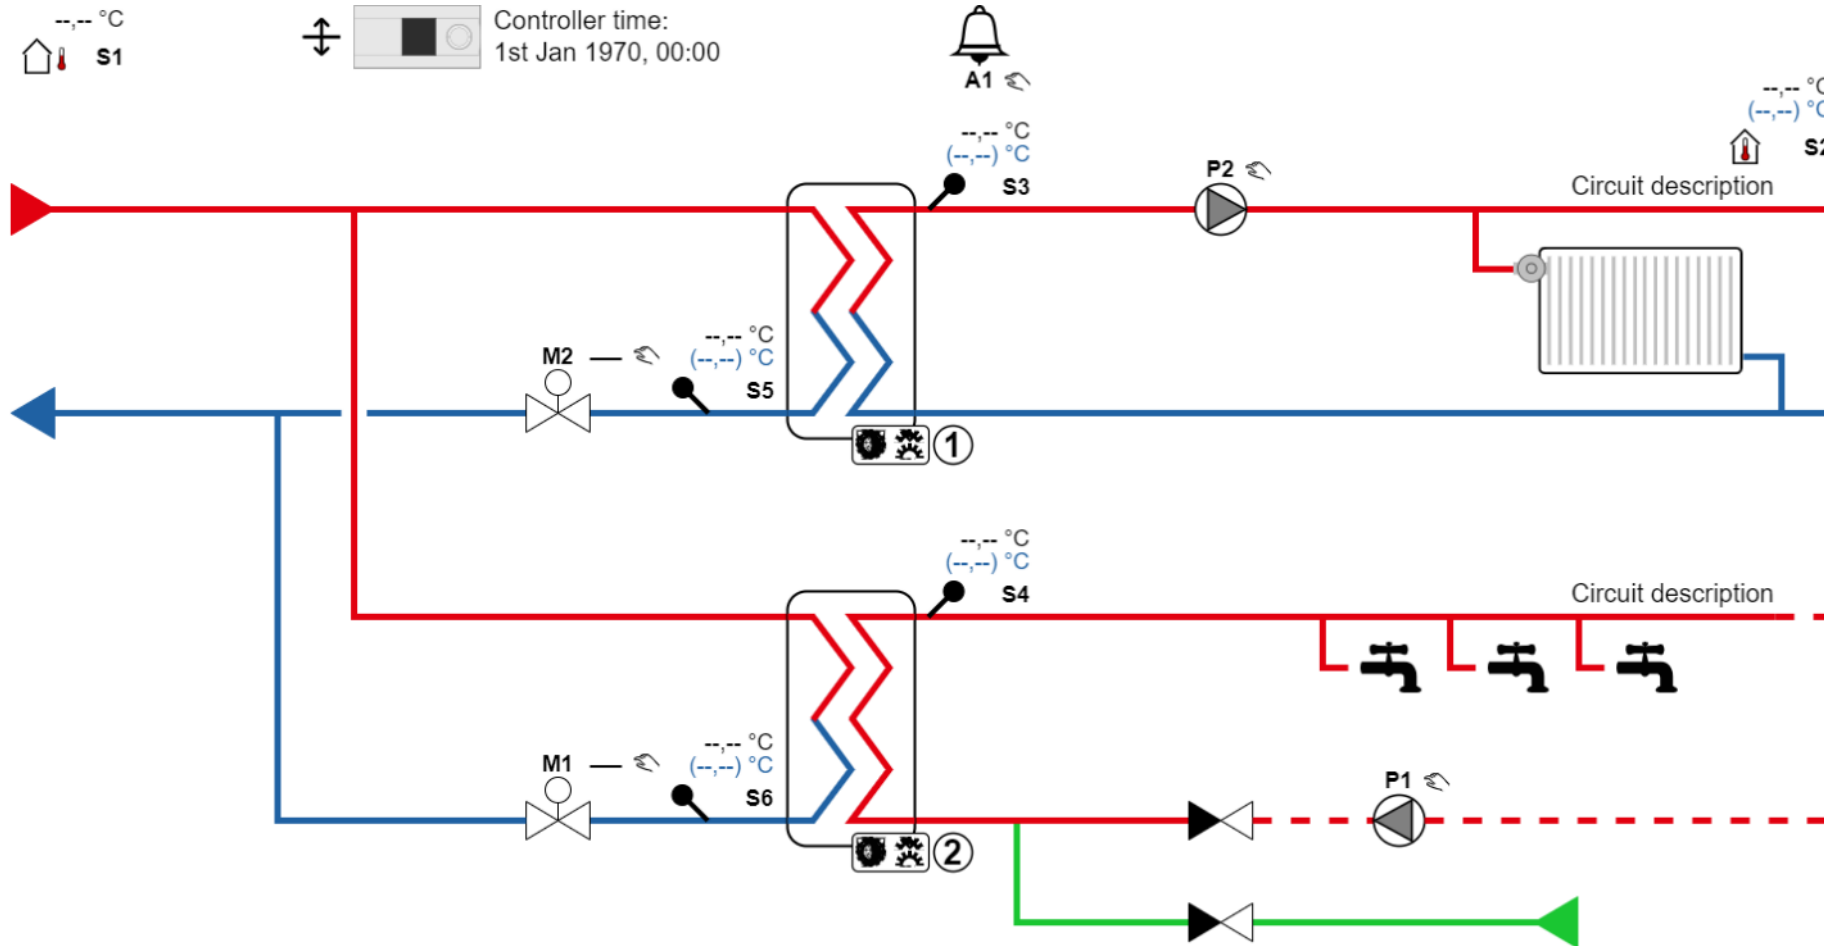 --,-- °C
S1
Controller time:
1st Jan 1970, 00:00
A1
--,-- °C
(--,--) °C
S3
P2
--,-- °C
(--,--) °C
S2
Circuit description
M2
--,-- °C
(--,--) °C
S5
1
--,-- °C
(--,--) °C
S4
Circuit description
M1
--,-- °C
(--,--) °C
S6
P1
2